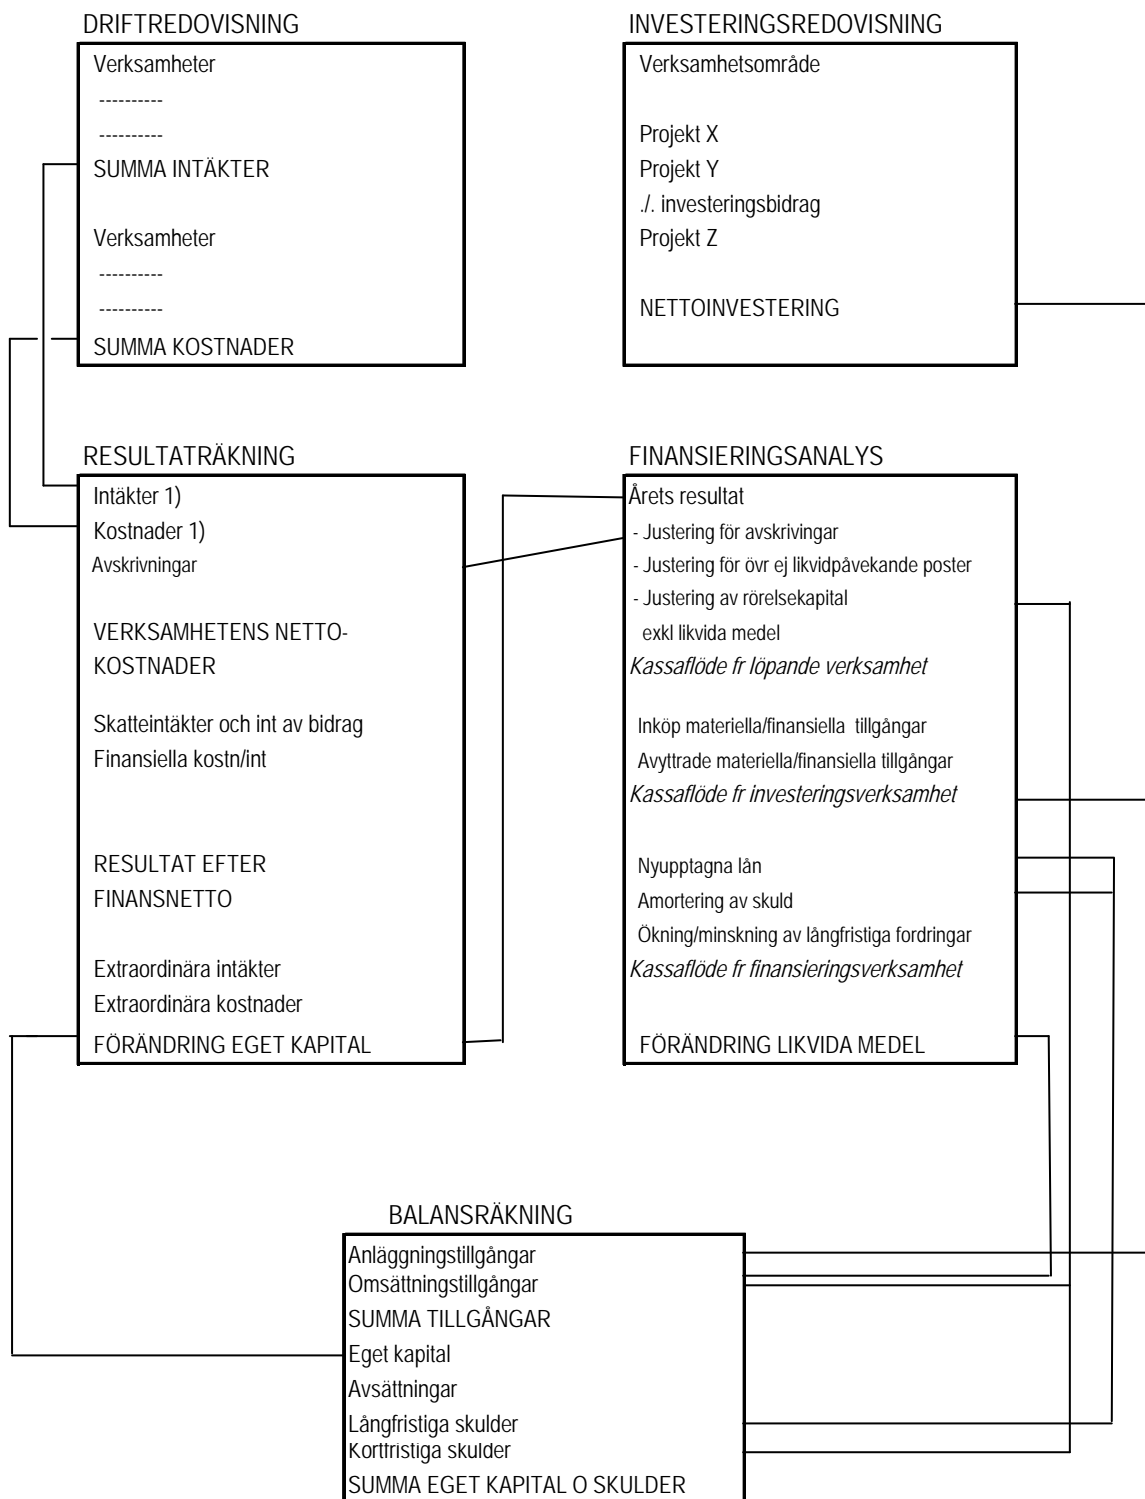 DRIFTREDOVISNING
Verksamheter
----------
----------
SUMMA INTÄKTER
Verksamheter
----------
----------
SUMMA KOSTNADER
INVESTERINGSREDOVISNING
Verksamhetsområde
Projekt X
Projekt Y
./. investeringsbidrag
Projekt Z
NETTOINVESTERING
RESULTATRÄKNING
Intäkter 1)
Kostnader 1)
Avskrivningar
VERKSAMHETENS NETTO-
KOSTNADER
Skatteintäkter och int av bidrag
Finansiella kostn/int
RESULTAT EFTER
FINANSNETTO
Extraordinära intäkter
Extraordinära kostnader
FÖRÄNDRING EGET KAPITAL
FINANSIERINGSANALYS
Årets resultat
- Justering för avskrivingar
- Justering för övr ej likvidpåvekande poster
- Justering av rörelsekapital
exkl likvida medel
Kassaflöde fr löpande verksamhet
Inköp materiella/finansiella tillgångar
Avyttrade materiella/finansiella tillgångar
Kassaflöde fr investeringsverksamhet
Nyupptagna lån
Amortering av skuld
Ökning/minskning av långfristiga fordringar
Kassaflöde fr finansieringsverksamhet
FÖRÄNDRING LIKVIDA MEDEL
BALANSRÄKNING
Anläggningstillgångar
Omsättningstillgångar
SUMMA TILLGÅNGAR
Eget kapital
Avsättningar
Långfristiga skulder
Kortfristiga skulder
SUMMA EGET KAPITAL O SKULDER